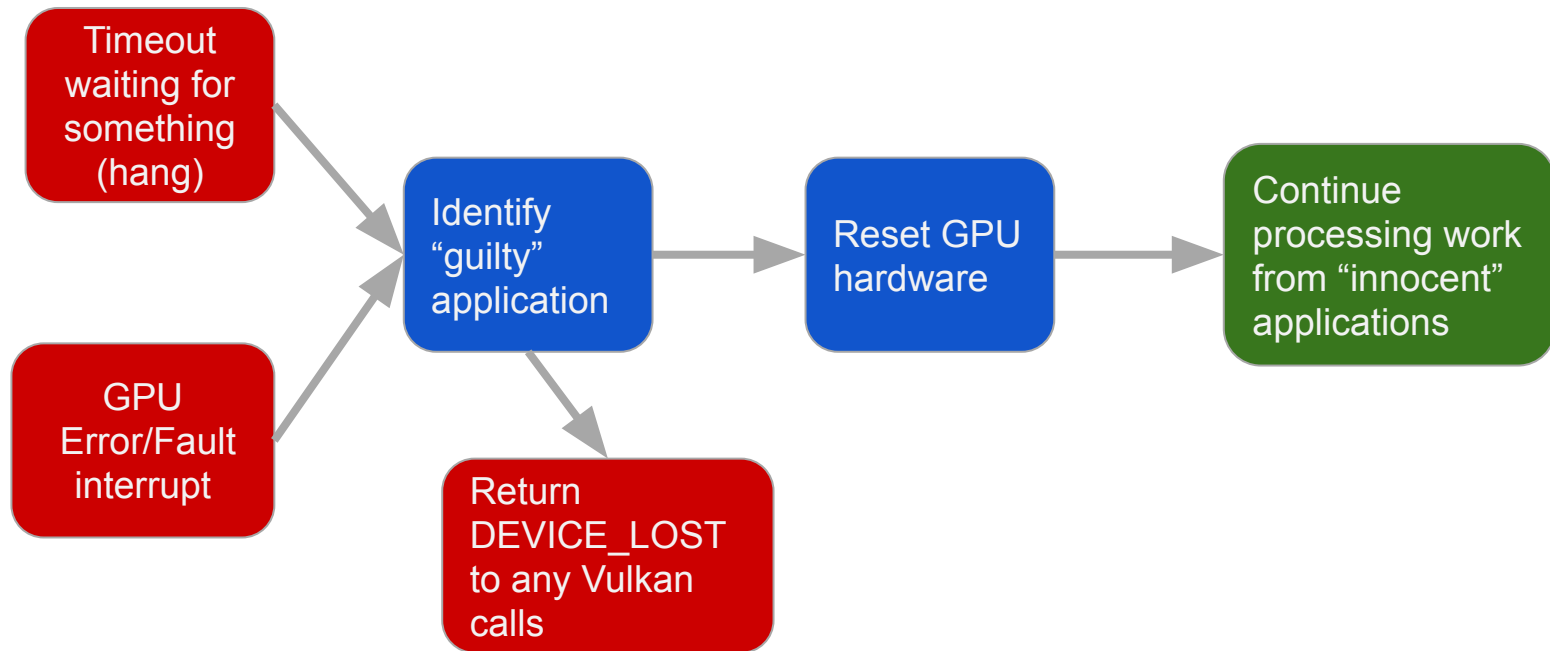 Timeout
waiting for
something
(hang)
GPU
Error/Fault
interrupt
Identify
“guilty”
application
Return
DEVICE_LOST
to any Vulkan
calls
Reset GPU
hardware
Continue
processing work
from “innocent”
applications